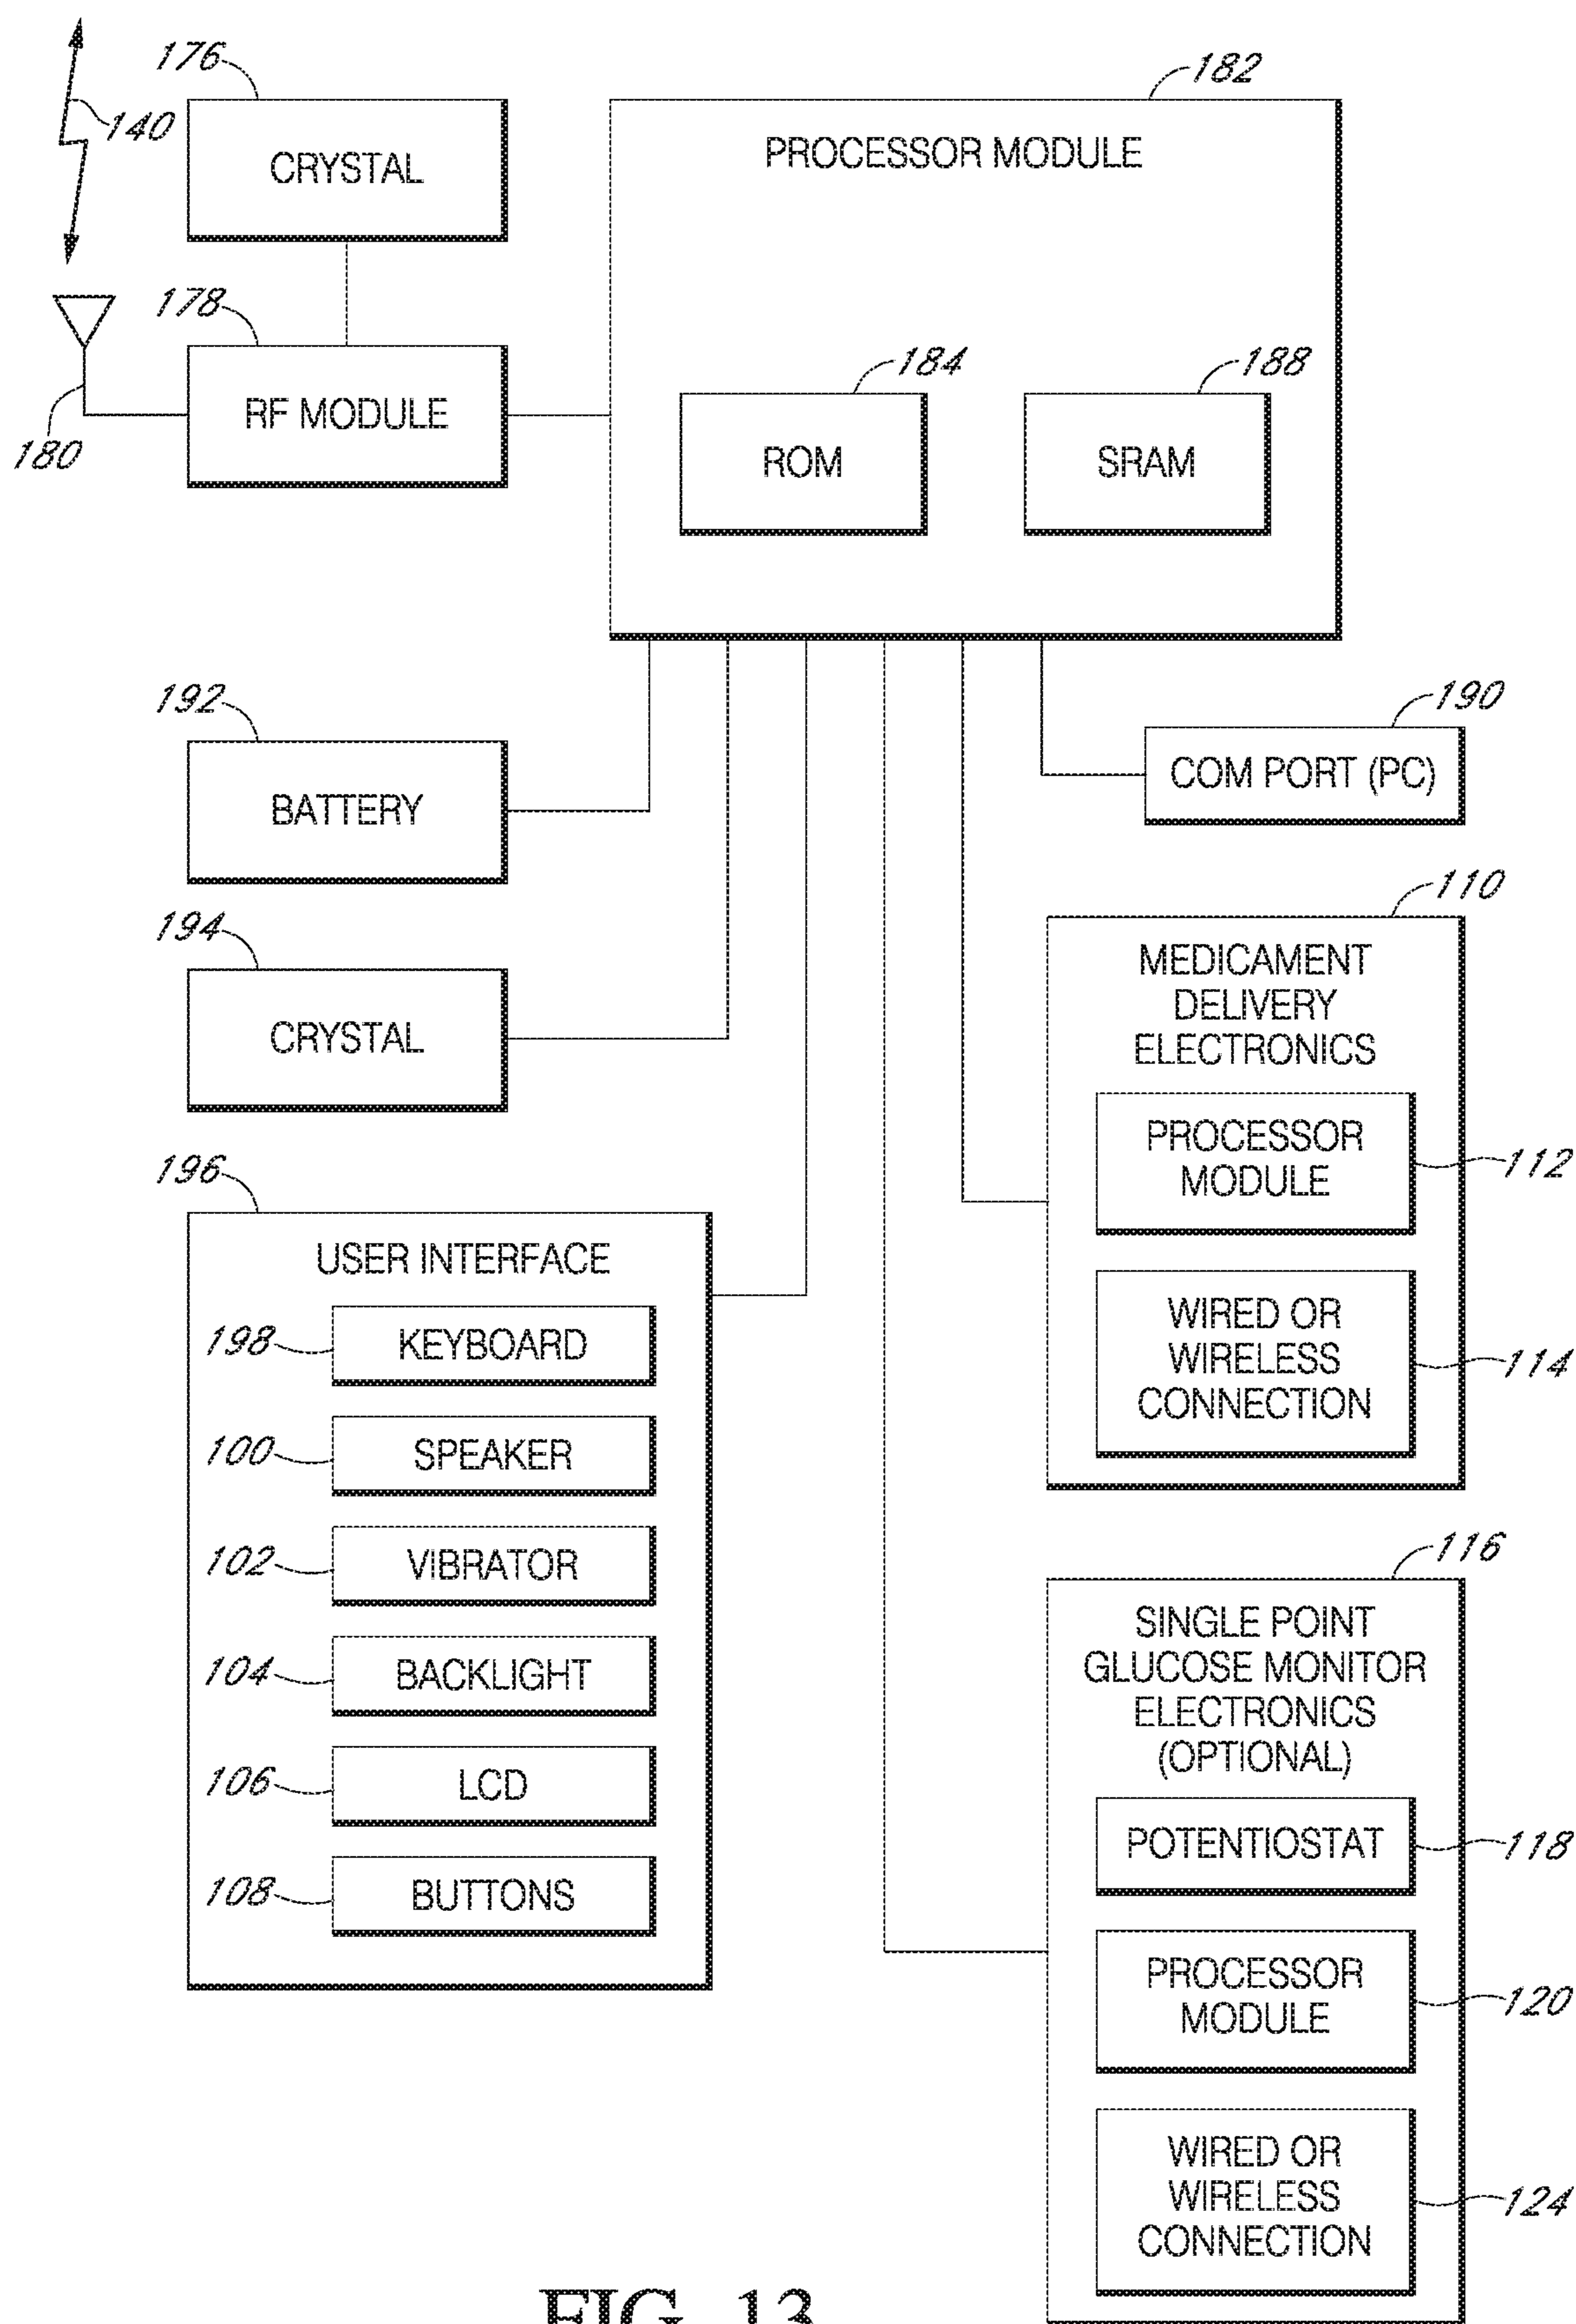 176
182
140
CRYSTAL
PROCESSOR MODULE
178
184
188
RF MODULE
ROM
SRAM
180
192
190
BATTERY
COM PORT (PC)
194
110
CRYSTAL
MEDICAMENT
DELIVERY
ELECTRONICS
PROCESSOR
MODULE
112
WIRED OR
WIRELESS
CONNECTION
114
196
USER INTERFACE
198
KEYBOARD
100
SPEAKER
102
VIBRATOR
104
BACKLIGHT
106
LCD
108
BUTTONS
116
SINGLE POINT
GLUCOSE MONITOR
ELECTRONICS
(OPTIONAL)
POTENTIOSTAT
118
PROCESSOR
MODULE
120
WIRED OR
WIRELESS
CONNECTION
124
FIG. 13